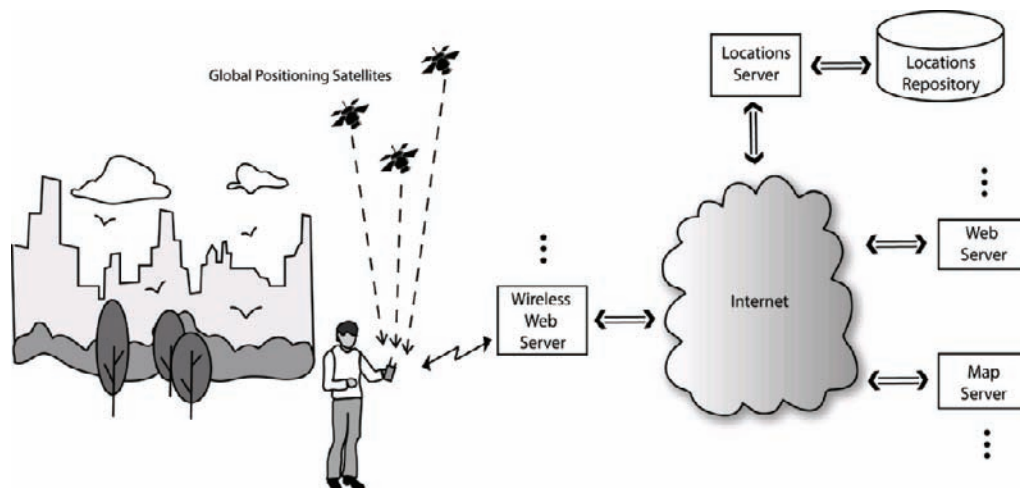 Global Positioning Satellites
Locations
Server
Locations
Repository
Wireless
Web
Server
Internet
Web
Server
Map
Server